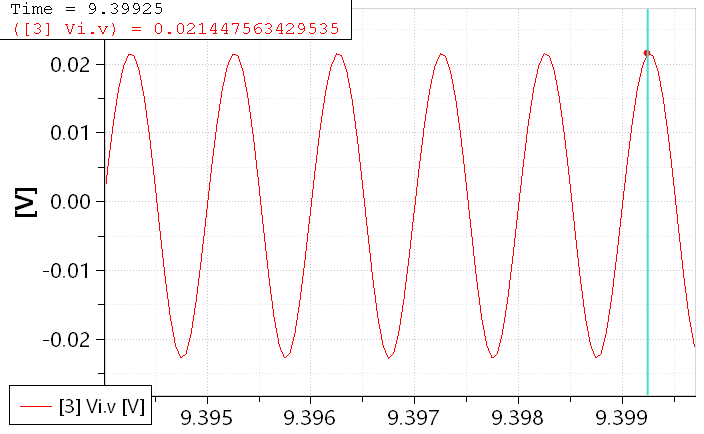 Time = 9.39925
([3] Vi.v) = 0.021447563429535
0.02
0.01
0.00
-0.01
-0.02
[V]
9.395
9.396
9.397
9.398
9.399
[3] Vi.v [V]